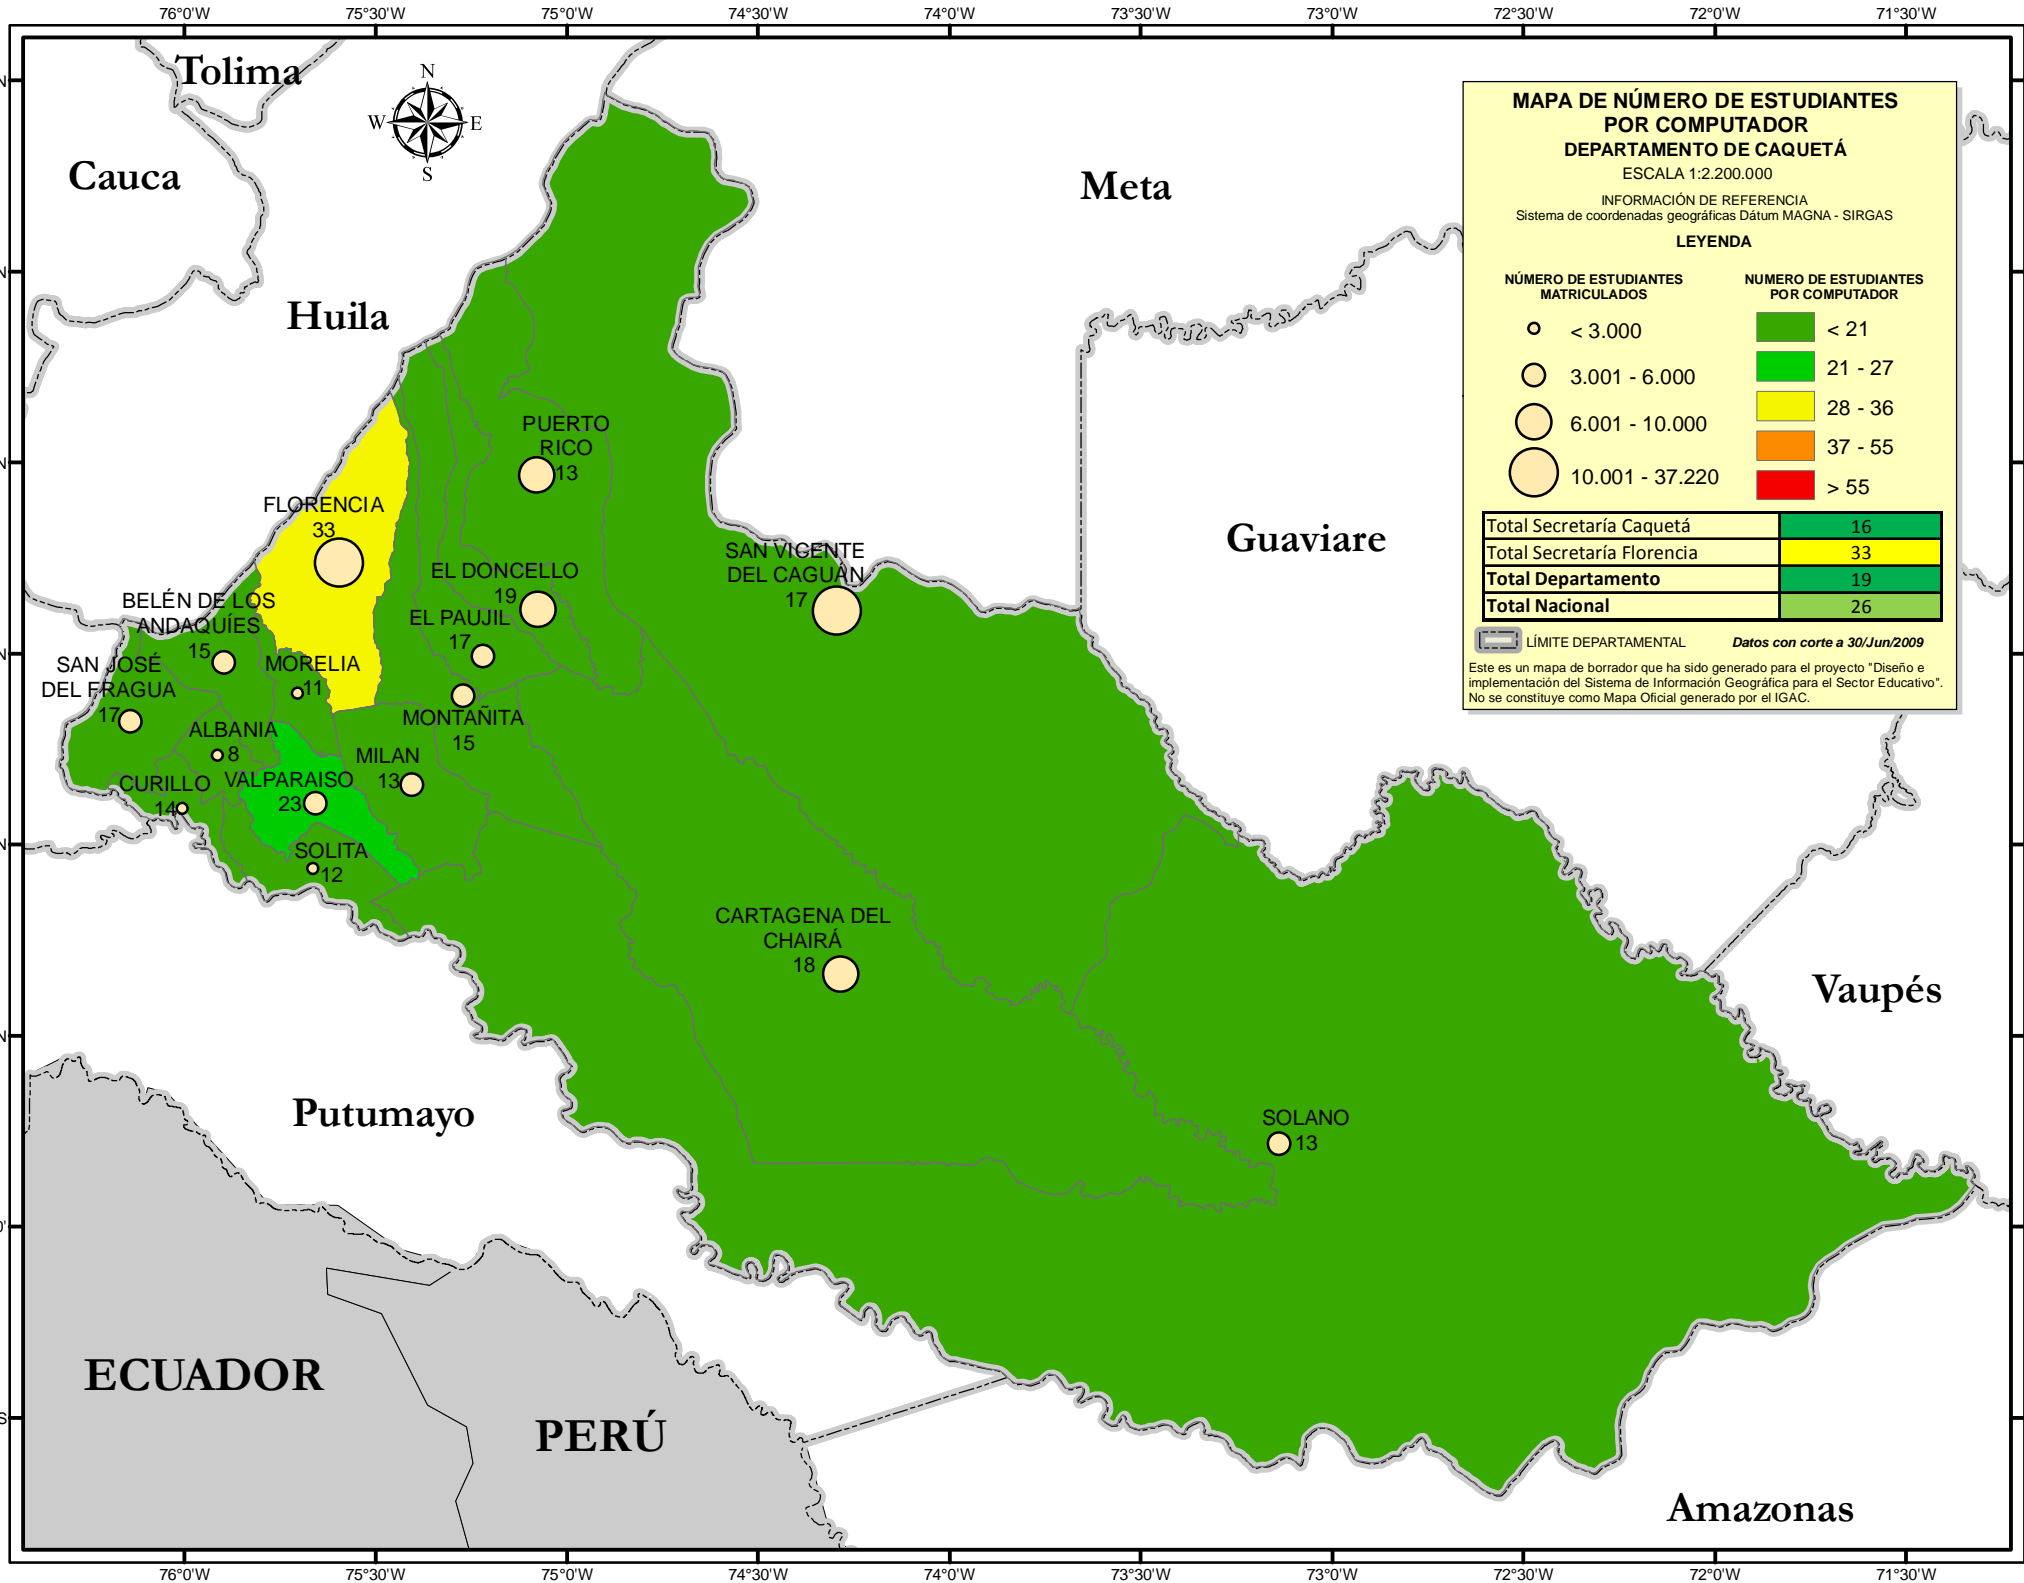 76°0'W
75°30'W
75°0'W
74°30'W
74°0'W
73°30'W
73°0'W
72°30'W
72°0'W
71°30'W
Tolima
Cauca
Huila
Meta
Guaviare
Vaupés
Putumayo
Amazonas
ECUADOR
PERÚ
N
W
E
S
MAPA DE NÚMERO DE ESTUDIANTES
POR COMPUTADOR
DEPARTAMENTO DE CAQUETÁ
ESCALA 1:2.200.000
INFORMACIÓN DE REFERENCIA
Sistema de coordenadas geográficas Dátum MAGNA - SIRGAS
LEYENDA
NÚMERO DE ESTUDIANTES
MATRICULADOS
< 3.000
3.001 - 6.000
6.001 - 10.000
10.001 - 37.220
NUMERO DE ESTUDIANTES
POR COMPUTADOR
< 21
21 - 27
28 - 36
37 - 55
> 55
Total Secretaría Caquetá 16
Total Secretaría Florencia 33
Total Departamento 19
Total Nacional 26
LÍMITE DEPARTAMENTAL
Datos con corte a 30/Jun/2009
Este es un mapa de borrador que ha sido generado para el proyecto "Diseño e
implementación del Sistema de Información Geográfica para el Sector Educativo".
No se constituye como Mapa Oficial generado por el IGAC.
PUERTO
RICO
13
FLORENCIA
33
SAN VICENTE
DEL CAGUÁN
17
EL DONCELLO
19
EL PAUJIL
17
BELÉN DE LOS
ANDAQUÍES
15
MORELIA
11
SAN JOSÉ
DEL FRAGUA
17
MONTAÑITA
15
ALBANIA
8
MILAN
13
CURILLO
14
VALPARAISO
23
SOLITA
12
CARTAGENA DEL
CHAIRÁ
18
SOLANO
13
76°0'W
75°30'W
75°0'W
74°30'W
74°0'W
73°30'W
73°0'W
72°30'W
72°0'W
71°30'W